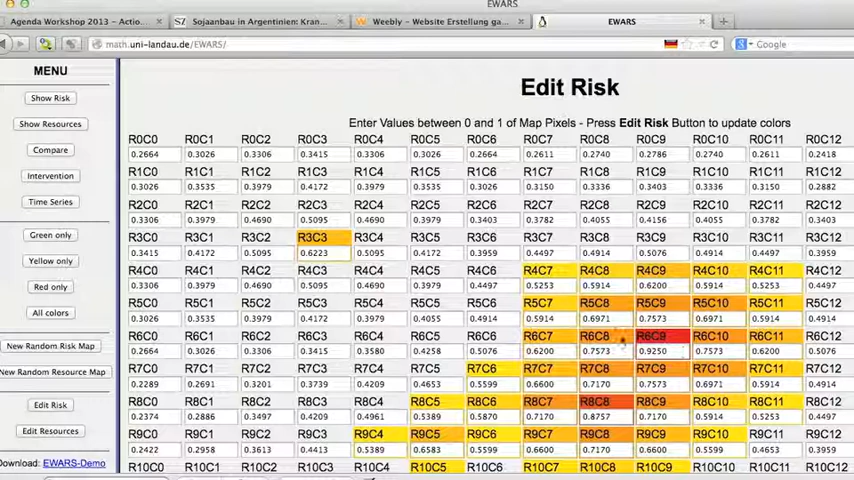 EWARS
Agenda Workshop 2013 – Actio...
Sojaanbau in Argentinien: Kran...
Weebly – Website Erstellung ga...
EWARS
math.uni-landau.de/EWARS/
Google
MENU
Show Risk
Show Resources
Compare
Intervention
Time Series
Green only
Yellow only
Red only
All colors
New Random Risk Map
New Random Resource Map
Edit Risk
Edit Resources
Download: EWARS-Demo
Edit Risk
Enter Values between 0 and 1 of Map Pixels - Press Edit Risk Button to update colors
R0C0 R0C1 R0C2 R0C3 R0C4 R0C5 R0C6 R0C7 R0C8 R0C9 R0C10 R0C11 R0C12
0.2664 0.3026 0.3306 0.3415 0.3306 0.3026 0.2664 0.2611 0.2740 0.2786 0.2740 0.2611 0.2418
R1C0 R1C1 R1C2 R1C3 R1C4 R1C5 R1C6 R1C7 R1C8 R1C9 R1C10 R1C11 R1C12
0.3026 0.3535 0.3979 0.4172 0.3979 0.3535 0.3026 0.3150 0.3336 0.3403 0.3336 0.3150 0.2882
R2C0 R2C1 R2C2 R2C3 R2C4 R2C5 R2C6 R2C7 R2C8 R2C9 R2C10 R2C11 R2C12
0.3306 0.3979 0.4690 0.5095 0.4690 0.3979 0.3403 0.3782 0.4055 0.4156 0.4055 0.3782 0.3403
R3C0 R3C1 R3C2 R3C3 R3C4 R3C5 R3C6 R3C7 R3C8 R3C9 R3C10 R3C11 R3C12
0.3415 0.4172 0.5095 0.6223 0.5095 0.4172 0.3959 0.4497 0.4914 0.5076 0.4914 0.4497 0.3959
R4C0 R4C1 R4C2 R4C3 R4C4 R4C5 R4C6 R4C7 R4C8 R4C9 R4C10 R4C11 R4C12
0.3306 0.3979 0.4690 0.5095 0.4690 0.3979 0.4497 0.5253 0.5914 0.6200 0.5914 0.5253 0.4497
R5C0 R5C1 R5C2 R5C3 R5C4 R5C5 R5C6 R5C7 R5C8 R5C9 R5C10 R5C11 R5C12
0.3026 0.3535 0.3979 0.4172 0.3979 0.4055 0.4914 0.5914 0.6971 0.7573 0.6971 0.5914 0.4914
R6C0 R6C1 R6C2 R6C3 R6C4 R6C5 R6C6 R6C7 R6C8 R6C9 R6C10 R6C11 R6C12
0.2664 0.3026 0.3306 0.3580 0.3418 0.4258 0.5076 0.6200 0.7573 0.9250 0.7573 0.6200 0.5076
R7C0 R7C1 R7C2 R7C3 R7C4 R7C5 R7C6 R7C7 R7C8 R7C9 R7C10 R7C11 R7C12
0.2289 0.2691 0.3201 0.3739 0.4209 0.4653 0.5599 0.6600 0.7170 0.7573 0.6971 0.5914 0.4914
R8C0 R8C1 R8C2 R8C3 R8C4 R8C5 R8C6 R8C7 R8C8 R8C9 R8C10 R8C11 R8C12
0.2374 0.2886 0.3497 0.4209 0.4961 0.5389 0.5870 0.7170 0.8757 0.7170 0.5914 0.5253 0.4497
R9C0 R9C1 R9C2 R9C3 R9C4 R9C5 R9C6 R9C7 R9C8 R9C9 R9C10 R9C11 R9C12
0.2422 0.2958 0.3613 0.4413 0.5389 0.6583 0.5599 0.6600 0.7170 0.6600 0.5599 0.4653 0.3959
R10C0 R10C1 R10C2 R10C3 R10C4 R10C5 R10C6 R10C7 R10C8 R10C9 R10C10 R10C11 R10C12